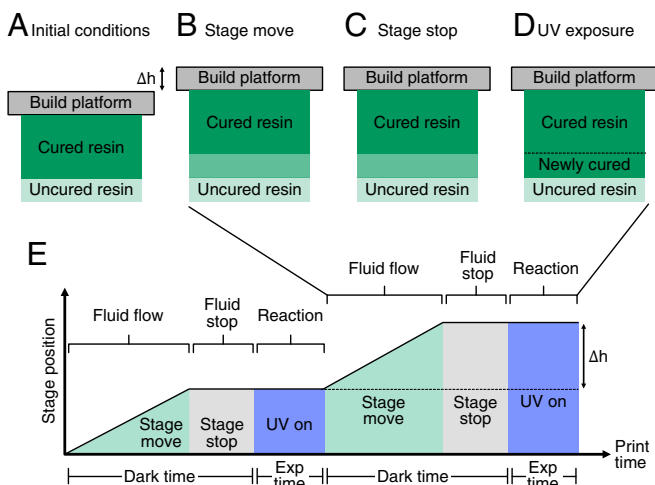 A Initial conditions
B Stage move
C Stage stop
D UV exposure
Δh
Build platform
Cured resin
Uncured resin
Build platform
Cured resin
Uncured resin
Build platform
Cured resin
Uncured resin
Build platform
Cured resin
Newly cured
Uncured resin
E
Fluid flow
Fluid
stop
Reaction
Fluid flow
Fluid
stop
Reaction
Stage position
Δh
Stage
move
Stage
stop
UV on
Stage
move
Stage
stop
UV on
Print
time
Dark time
Exp
time
Dark time
Exp
time